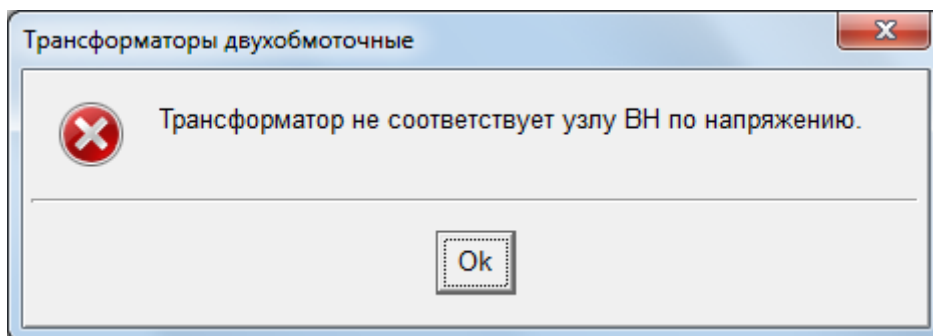 Трансформаторы двухобмоточные
Трансформатор не соответствует узлу ВН по напряжению.
Ok